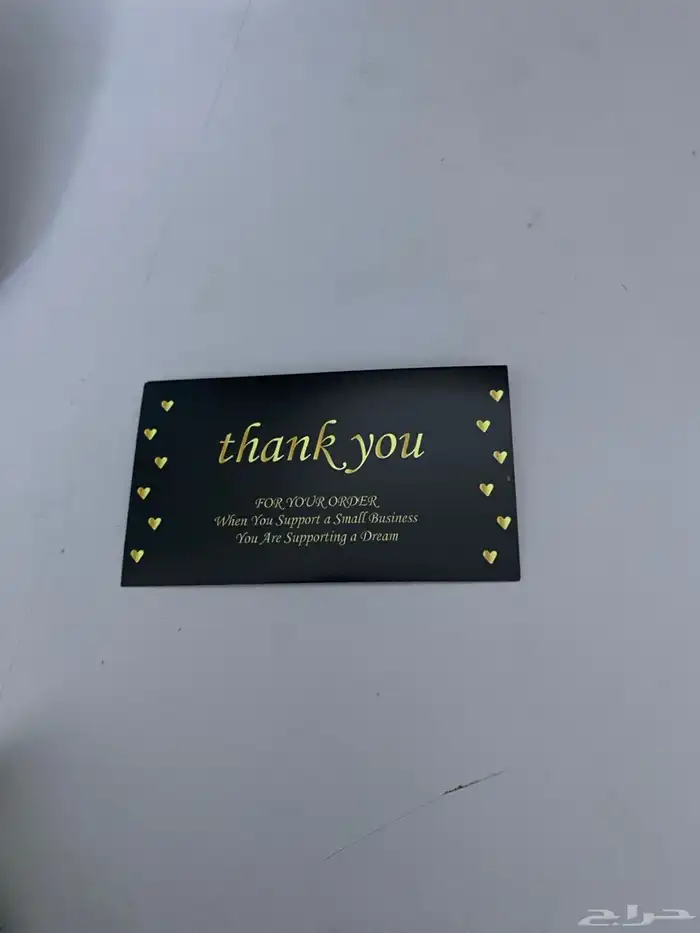 thank you
FOR YOUR ORDER
When You Support a Small Business
You Are Supporting a Dream
حراج